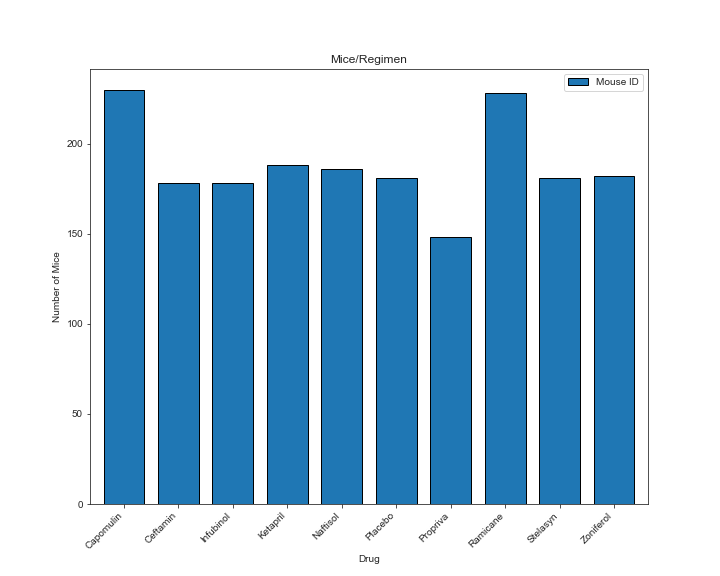 Mice/Regimen
Mouse ID
200
150
100
50
0
Number of Mice
Capomulin
Ceftamin
Infubinol
Ketapril
Naftisol
Placebo
Propriva
Ramicane
Stelasyn
Zoniferol
Drug